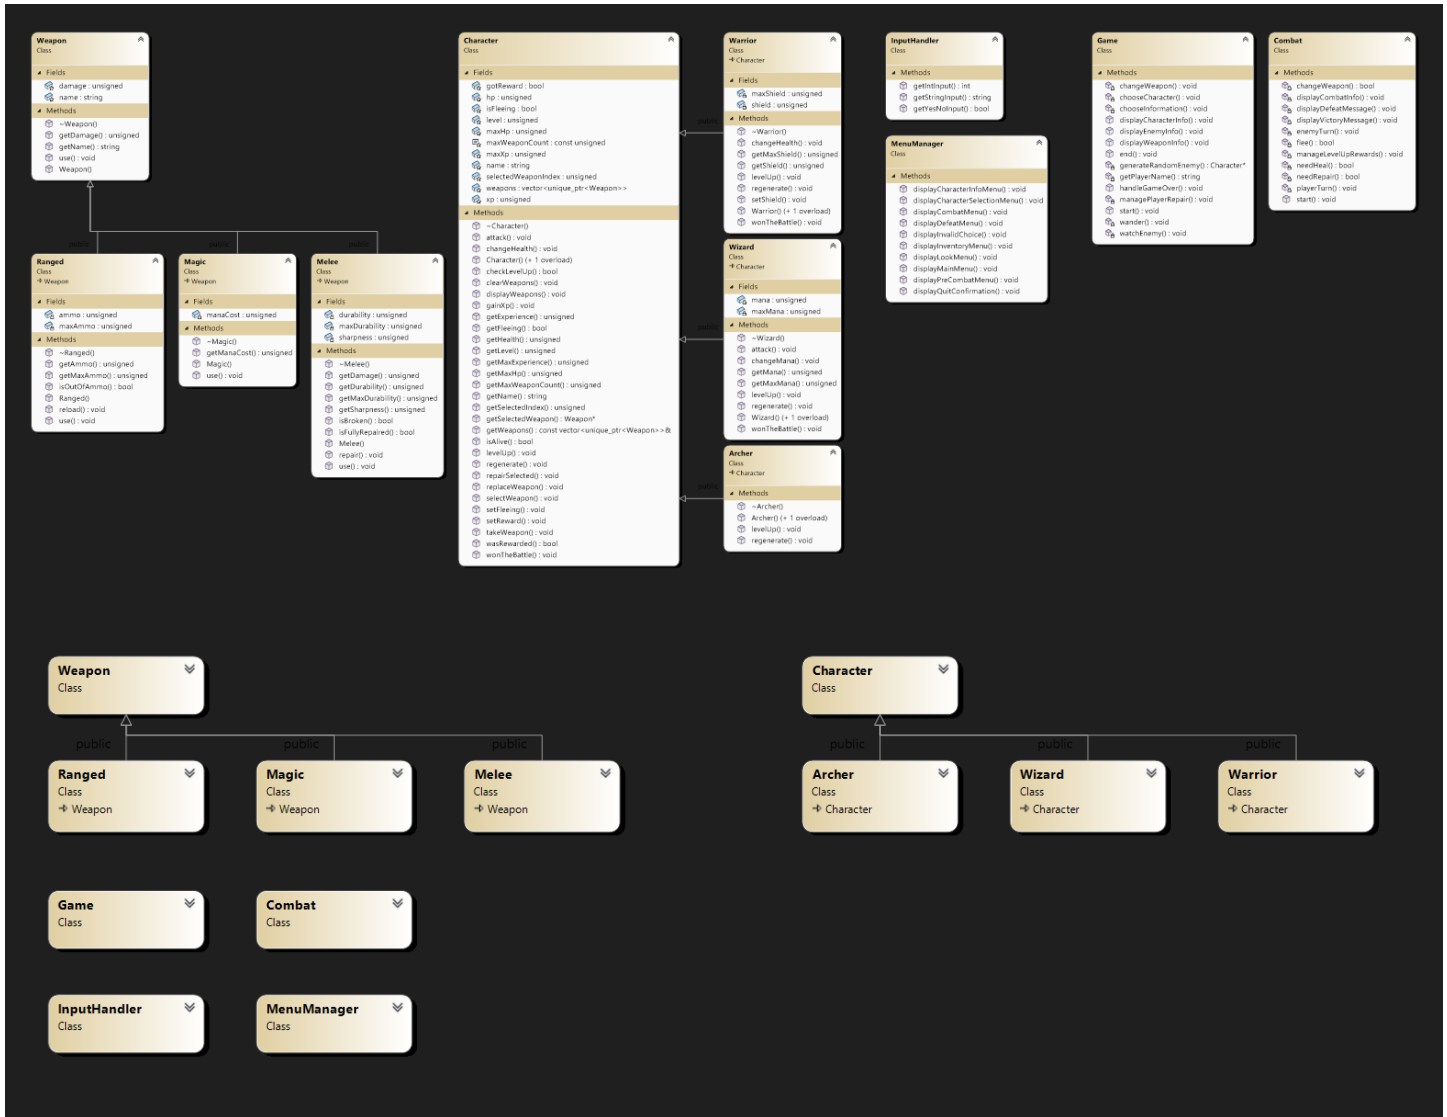 Weapon
Class
Fields
damage : unsigned
name : string
Methods
~Weapon()
getDamage() : unsigned
getName() : string
use() : void
Weapon()
public
public
public
Ranged
Class
Weapon
Fields
ammo : unsigned
maxAmmo : unsigned
Methods
~Ranged()
getAmmo() : unsigned
getMaxAmmo() : unsigned
isOutOfAmmo() : bool
Ranged()
reload() : void
use() : void
Magic
Class
Weapon
Fields
manaCost : unsigned
Methods
~Magic()
getManaCost() : unsigned
Magic()
use() : void
Melee
Class
Weapon
Fields
durability : unsigned
maxDurability : unsigned
sharpness : unsigned
Methods
~Melee()
getDamage() : unsigned
getDurability() : unsigned
getMaxDurability() : unsigned
getSharpness() : unsigned
isBroken() : bool
isFullyRepaired() : bool
Melee()
repair() : void
use() : void
Character
Class
Fields
gotReward : bool
hp : unsigned
isFleeing : bool
level : unsigned
maxHp : unsigned
maxWeaponCount : const unsigned
maxXp : unsigned
name : string
selectedWeaponIndex : unsigned
weapons : vector<unique_ptr<Weapon>>
xp : unsigned
Methods
~Character()
attack() : void
changeHealth() : void
Character() (+ 1 overload)
checkLevelUp() : bool
clearWeapons() : void
displayWeapons() : void
gainXp() : void
getExperience() : unsigned
getFleeing() : bool
getHealth() : unsigned
getLevel() : unsigned
getMaxExperience() : unsigned
getMaxHp() : unsigned
getMaxWeaponCount() : unsigned
getName() : string
getSelectedIndex() : unsigned
getSelectedWeapon() : Weapon*
getWeapons() : const vector<unique_ptr<Weapon>>&
isAlive() : bool
levelUp() : void
regenerate() : void
repairSelected() : void
replaceWeapon() : void
selectWeapon() : void
setFleeing() : void
setReward() : void
takeWeapon() : void
wasRewarded() : bool
wonTheBattle() : void
public
public
public
Warrior
Class
Character
Fields
maxShield : unsigned
shield : unsigned
Methods
~Warrior()
changeHealth() : void
getMaxShield() : unsigned
getShield() : unsigned
levelUp() : void
regenerate() : void
setShield() : void
Warrior() (+ 1 overload)
wonTheBattle() : void
Wizard
Class
Character
Fields
mana : unsigned
maxMana : unsigned
Methods
~Wizard()
attack() : void
changeMana() : void
getMana() : unsigned
getMaxMana() : unsigned
levelUp() : void
regenerate() : void
Wizard() (+ 1 overload)
wonTheBattle() : void
Archer
Class
Character
Methods
~Archer()
Archer() (+ 1 overload)
levelUp() : void
regenerate() : void
InputHandler
Class
Methods
getIntInput() : int
getStringInput() : string
getYesNoInput() : bool
MenuManager
Class
Methods
displayCharacterInfoMenu() : void
displayCharacterSelectionMenu() : void
displayCombatMenu() : void
displayDefeatMenu() : void
displayInvalidChoice() : void
displayInventoryMenu() : void
displayLookMenu() : void
displayMainMenu() : void
displayPreCombatMenu() : void
displayQuitConfirmation() : void
Game
Class
Methods
changeWeapon() : void
chooseCharacter() : void
chooseInformation() : void
displayCharacterInfo() : void
displayEnemyInfo() : void
displayWeaponInfo() : void
end() : void
generateRandomEnemy() : Character*
getPlayerName() : string
handleGameOver() : void
managePlayerRepair() : void
start() : void
wander() : void
watchEnemy() : void
Combat
Class
Methods
changeWeapon() : bool
displayCombatInfo() : void
displayDefeatMessage() : void
displayVictoryMessage() : void
enemyTurn() : void
flee() : bool
manageLevelUpRewards() : void
needHeal() : bool
needRepair() : bool
playerTurn() : void
start() : void
Weapon
Class
public
public
public
Ranged
Class
Weapon
Magic
Class
Weapon
Melee
Class
Weapon
Character
Class
public
public
public
Archer
Class
Character
Wizard
Class
Character
Warrior
Class
Character
Game
Class
Combat
Class
InputHandler
Class
MenuManager
Class